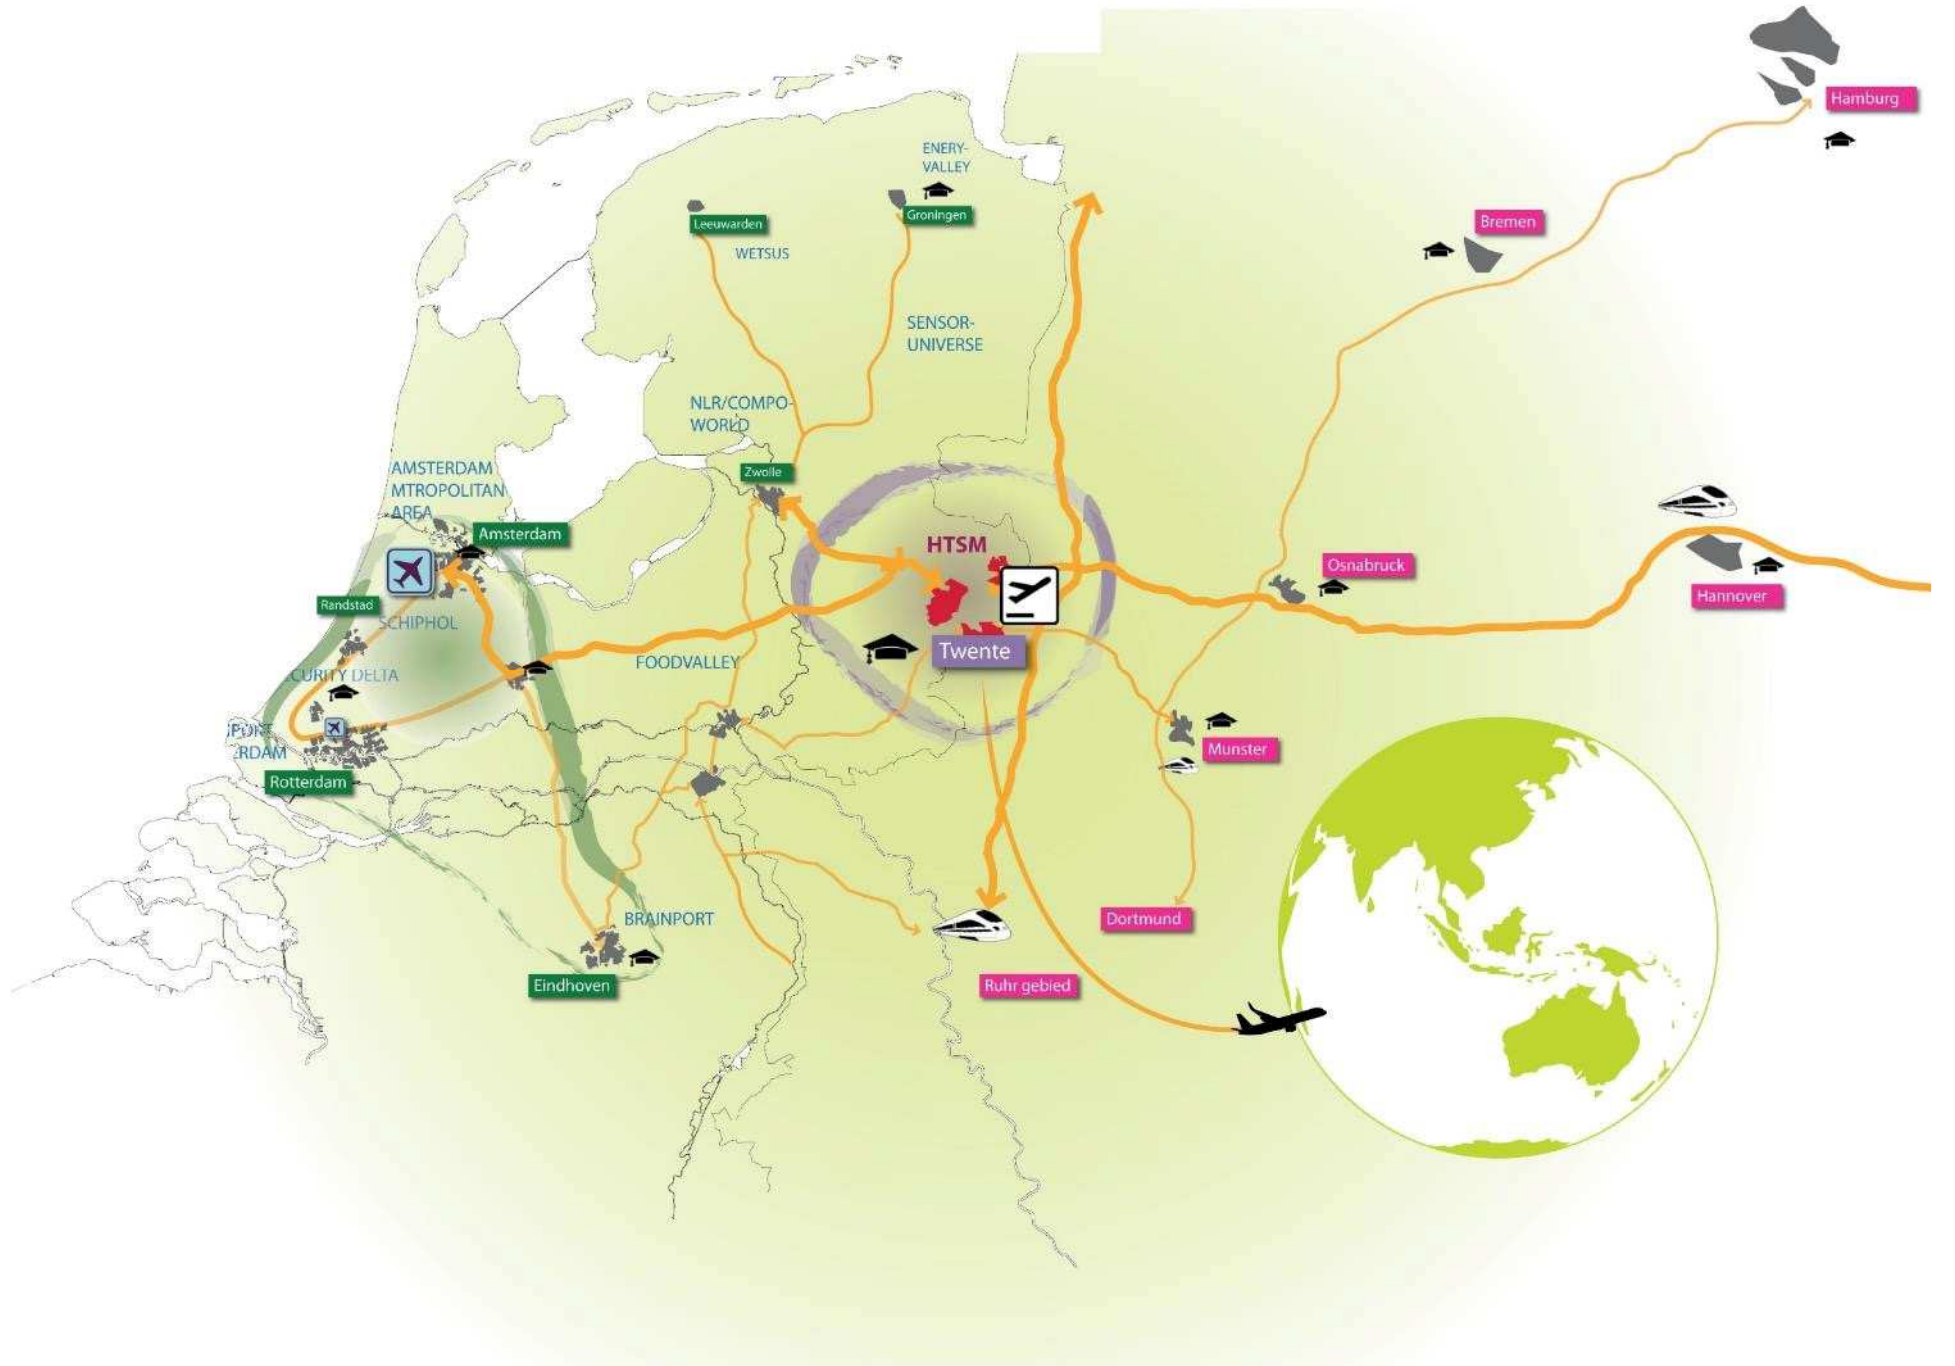 Hamburg
ENERY-
VALLEY
Leeuwarden
Groningen
Bremen
WETSUS
SENSOR-
UNIVERSE
NLR/COMPO-
WORLD
Zwolle
AMSTERDAM
MTROPOLITAN
AREA
Amsterdam
HTSM
Osnabruck
Hannover
Randstad
SCHIPHOL
Twente
FOODVALLEY
CURITY DELTA
Munster
PORT
RDAM
Rotterdam
BRAINPORT
Dortmund
Eindhoven
Ruhr gebied